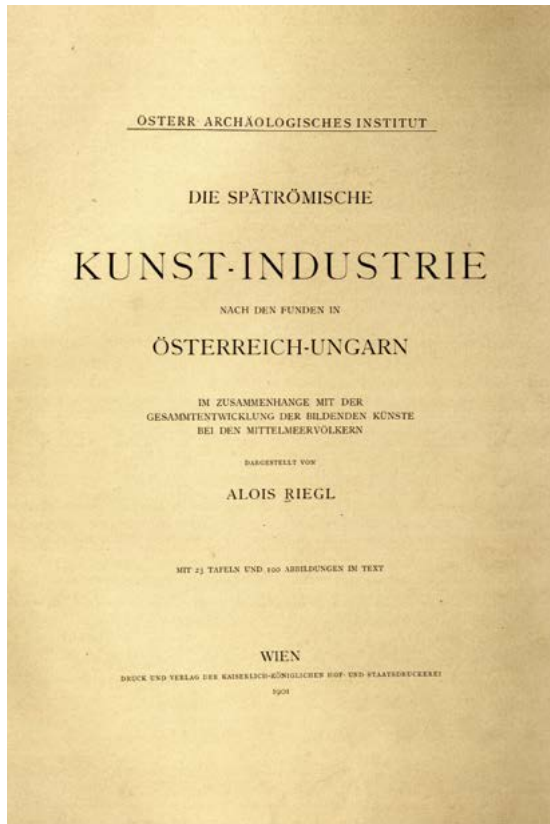 ÖSTERR ARCHÄOLOGISCHES INSTITUT
DIE SPÄTRÖMISCHE
KUNST-INDUSTRIE
NACH DEN FUNDEN IN
ÖSTERREICH-UNGARN
IM ZUSAMMENHANGE MIT DER
GESAMMTENTWICKLUNG DER BILDENDEN KÜNSTE
BEI DEN MITTELMEERVÖLKERN
DARGESTELLT VON
ALOIS RIEGL
MIT 23 TAFELN UND 100 ABBILDUNGEN IM TEXT
WIEN
DRUCK UND VERLAG DER KAISERLICH-KÖNIGLICHEN HOF- UND STAATSDRUCKEREI
1901